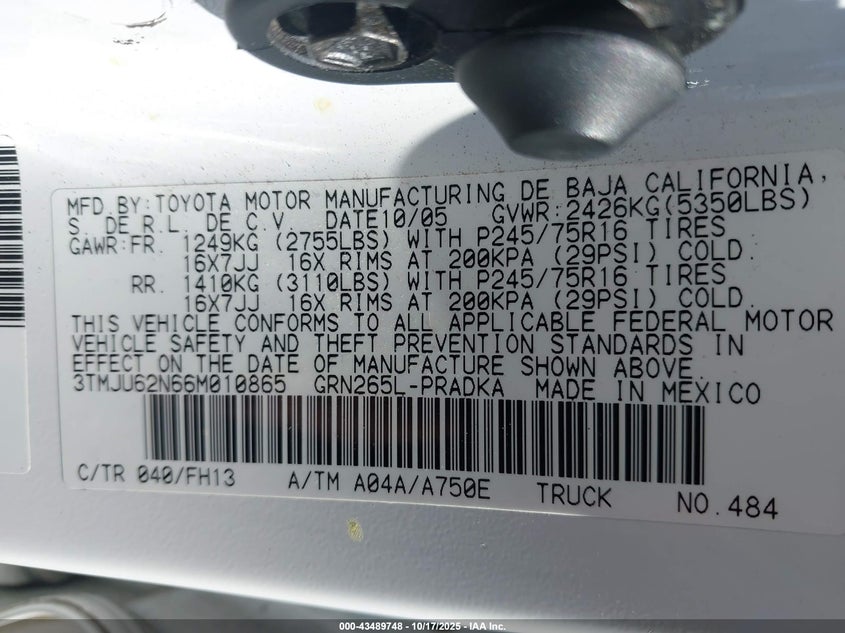 MFD.BY:TOYOTA MOTOR MANUFACTURING DE BAJA CALIFORNIA,
S. DE R.L. DE C.V. DATE10/05 GVWR:2426KG(5350LBS)
GAWR:FR. 1249KG (2755LBS) WITH P245/75R16 TIRES
16X7JJ 16X RIMS AT 200KPA (29PSI) COLD.
RR. 1410KG (3110LBS) WITH P245/75R16 TIRES
16X7JJ 16X RIMS AT 200KPA (29PSI) COLD.
THIS VEHICLE CONFORMS TO ALL APPLICABLE FEDERAL MOTOR
VEHICLE SAFETY AND THEFT PREVENTION STANDARDS IN
EFFECT ON THE DATE OF MANUFACTURE SHOWN ABOVE.
3TMJU62N66M010865 GRN265L-PRADKA MADE IN MEXICO
C/TR 040/FH13 A/TM A04A/A750E TRUCK NO.484
000-43489748 - 10/17/2025 - IAA Inc.